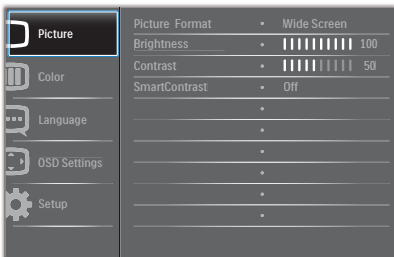 Picture
Color
Language
OSD Settings
Setup
Picture Format • Wide Screen
Brightness • 100
Contrast • 50
SmartContrast • Off
•
•
•
•
•
•